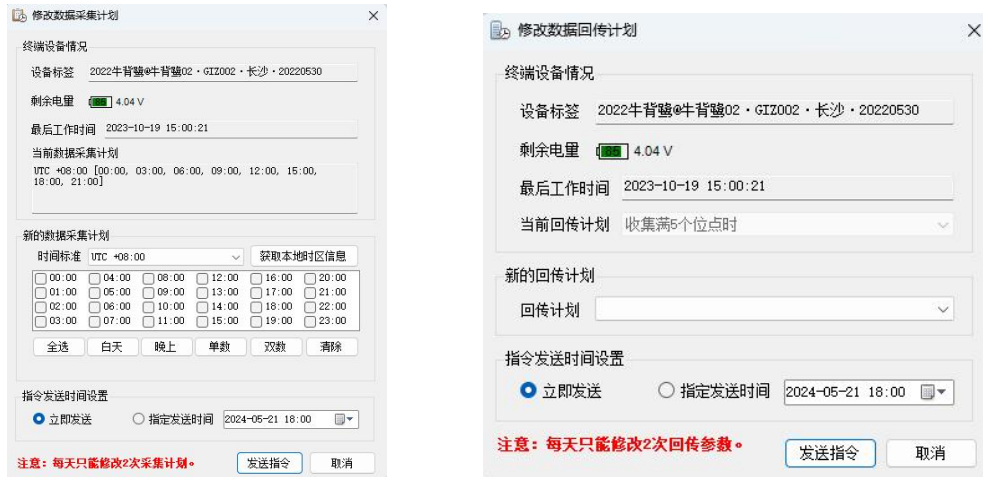 修改数据采集计划
终端设备情况
设备标签 2022牛背鹭@牛背鹭02・GIZ002・长沙・20220530
剩余电量 85 4.04 V
最后工作时间 2023-10-19 15:00:21
当前数据采集计划
UTC +08:00 [00:00, 03:00, 06:00, 09:00, 12:00, 15:00,
18:00, 21:00]
新的数据采集计划
时间标准 UTC +08:00 获取本地时区信息
00:00 04:00 08:00 12:00 16:00 20:00
01:00 05:00 09:00 13:00 17:00 21:00
02:00 06:00 10:00 14:00 18:00 22:00
03:00 07:00 11:00 15:00 19:00 23:00
全选 白天 晚上 单数 双数 清除
指令发送时间设置
立即发送 指定发送时间 2024-05-21 18:00
注意：每天只能修改2次采集计划。 发送指令 取消
修改数据回传计划
终端设备情况
设备标签 2022牛背鹭@牛背鹭02・GIZ002・长沙・20220530
剩余电量 85 4.04 V
最后工作时间 2023-10-19 15:00:21
当前回传计划 收集满5个位点时
新的回传计划
回传计划
指令发送时间设置
立即发送 指定发送时间 2024-05-21 18:00
注意：每天只能修改2次回传参数。 发送指令 取消